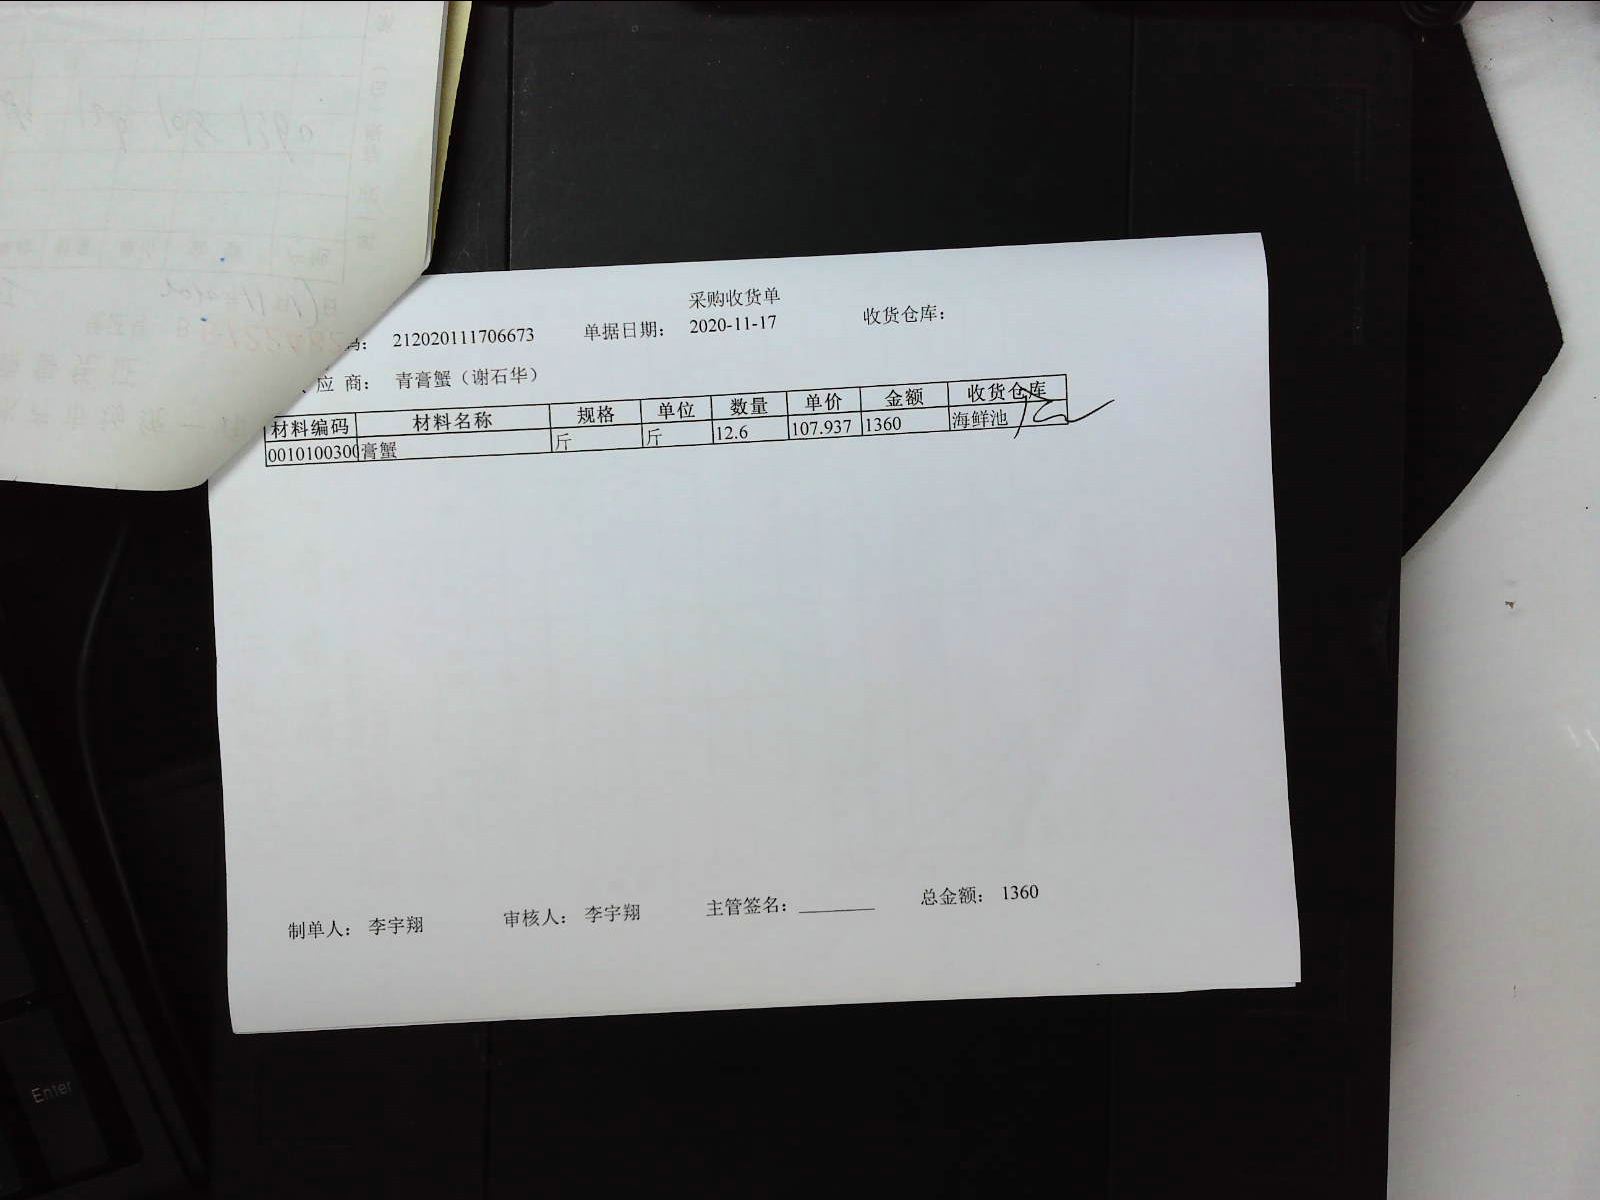 采购收货单
码： 212020111706673 单据日期： 2020-11-17 收货仓库：
应 商： 青膏蟹（谢石华）
材料编码 材料名称 规格 单位 数量 单价 金额 收货仓库
0010100300 膏蟹 斤 斤 12.6 107.937 1360 海鲜池
制单人： 李宇翔 审核人： 李宇翔 主管签名： 总金额： 1360
Enter